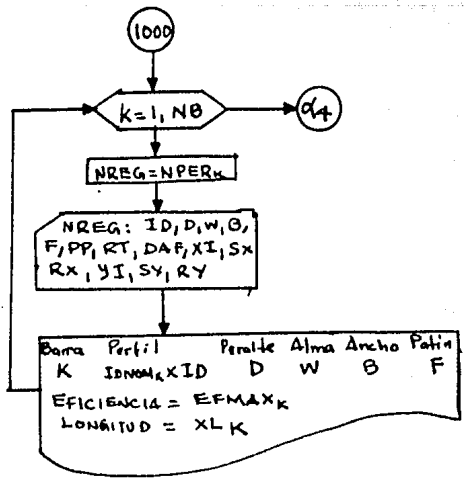 1000
k=1, NB
α4
NREG=NPERK
NREG: ID, D, W, B,
F, PP, RT, DAF, XI, SX
RX, YI, SY, RY
Barra Perfil Peralte Alma Ancho Patin
K IDNOMK X ID D W B F
EFICIENCIA = EFMAXK
LONGITUD = XLK